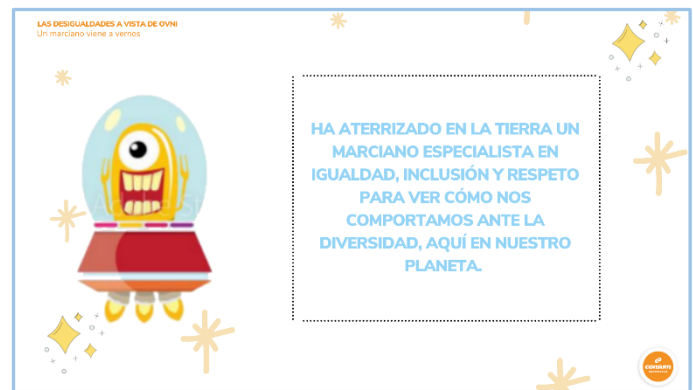 LAS DESIGUALDADES A VISTA DE OVNI
Un marciano viene a vernos
HA ATERRIZADO EN LA TIERRA UN
MARCIANO ESPECIALISTA EN
IGUALDAD, INCLUSIÓN Y RESPETO
PARA VER CÓMO NOS
COMPORTAMOS ANTE LA
DIVERSIDAD, AQUÍ EN NUESTRO
PLANETA.
consum